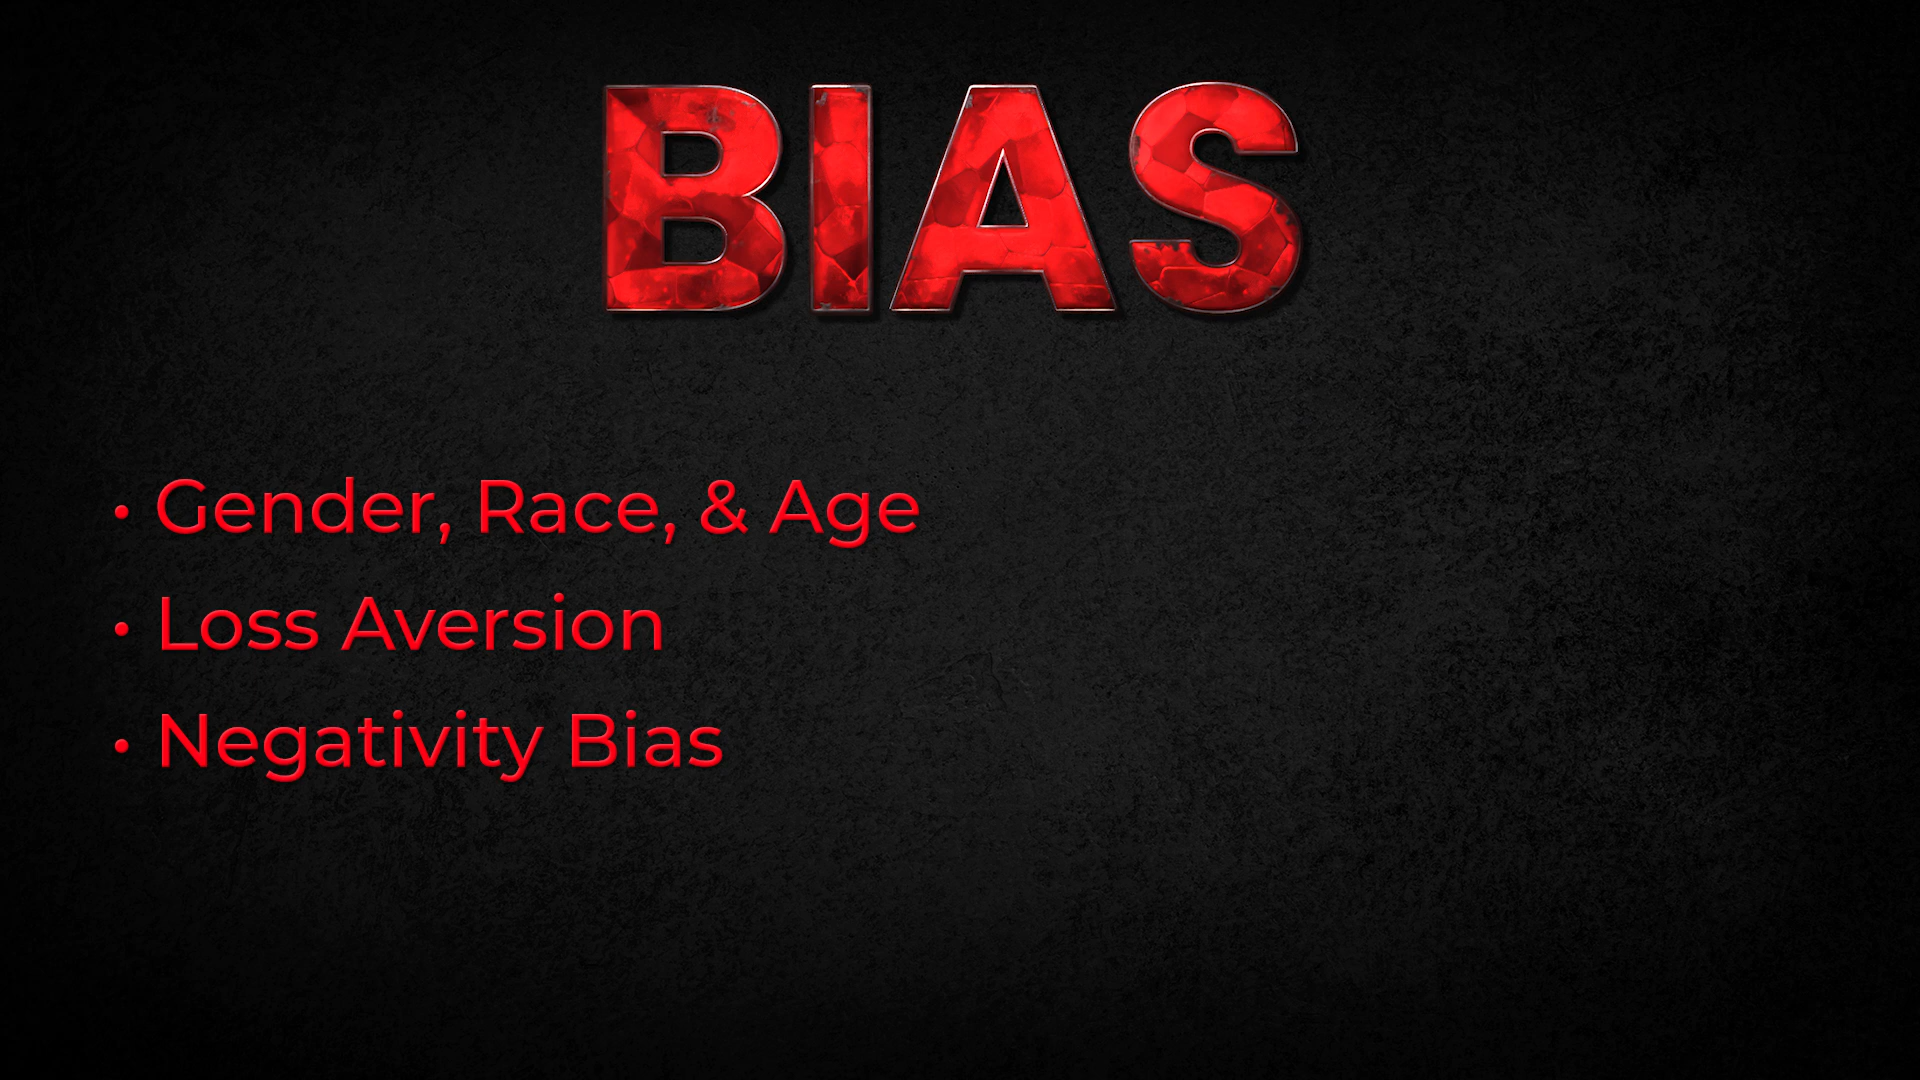 BIAS
• Gender, Race, & Age
• Loss Aversion
• Negativity Bias